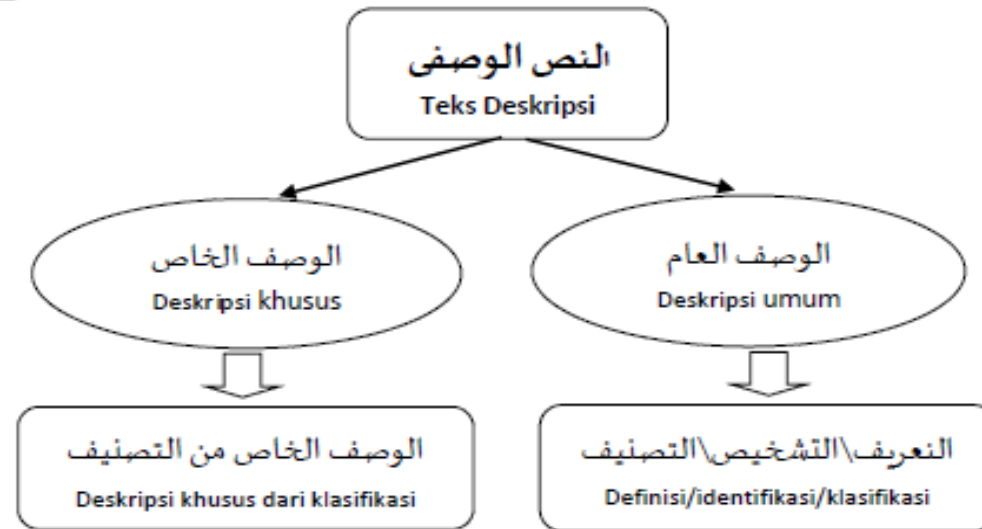 النص الوصفى
Teks Deskripsi
الوصف العام
Deskripsi umum
الوصف الخاص
Deskripsi khusus
التعريف\التشخيص\التصنيف
Definisi/identifikasi/klasifikasi
الوصف الخاص من التصنيف
Deskripsi khusus dari klasifikasi